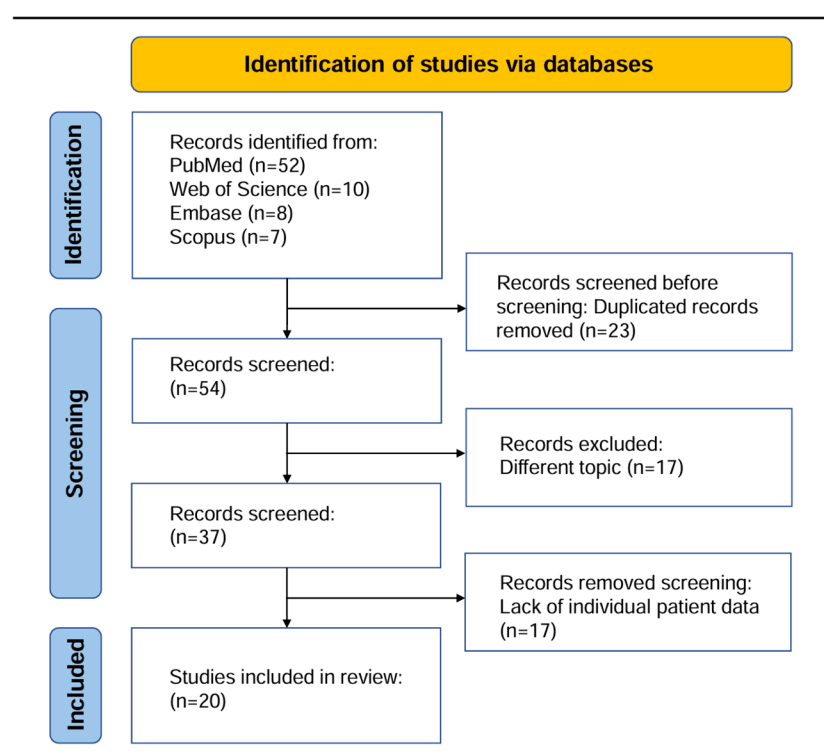 Identification of studies via databases
Identification
Records identified from:
PubMed (n=52)
Web of Science (n=10)
Embase (n=8)
Scopus (n=7)
Records screened before
screening: Duplicated records
removed (n=23)
Screening
Records screened:
(n=54)
Records excluded:
Different topic (n=17)
Records screened:
(n=37)
Records removed screening:
Lack of individual patient data
(n=17)
Included
Studies included in review:
(n=20)